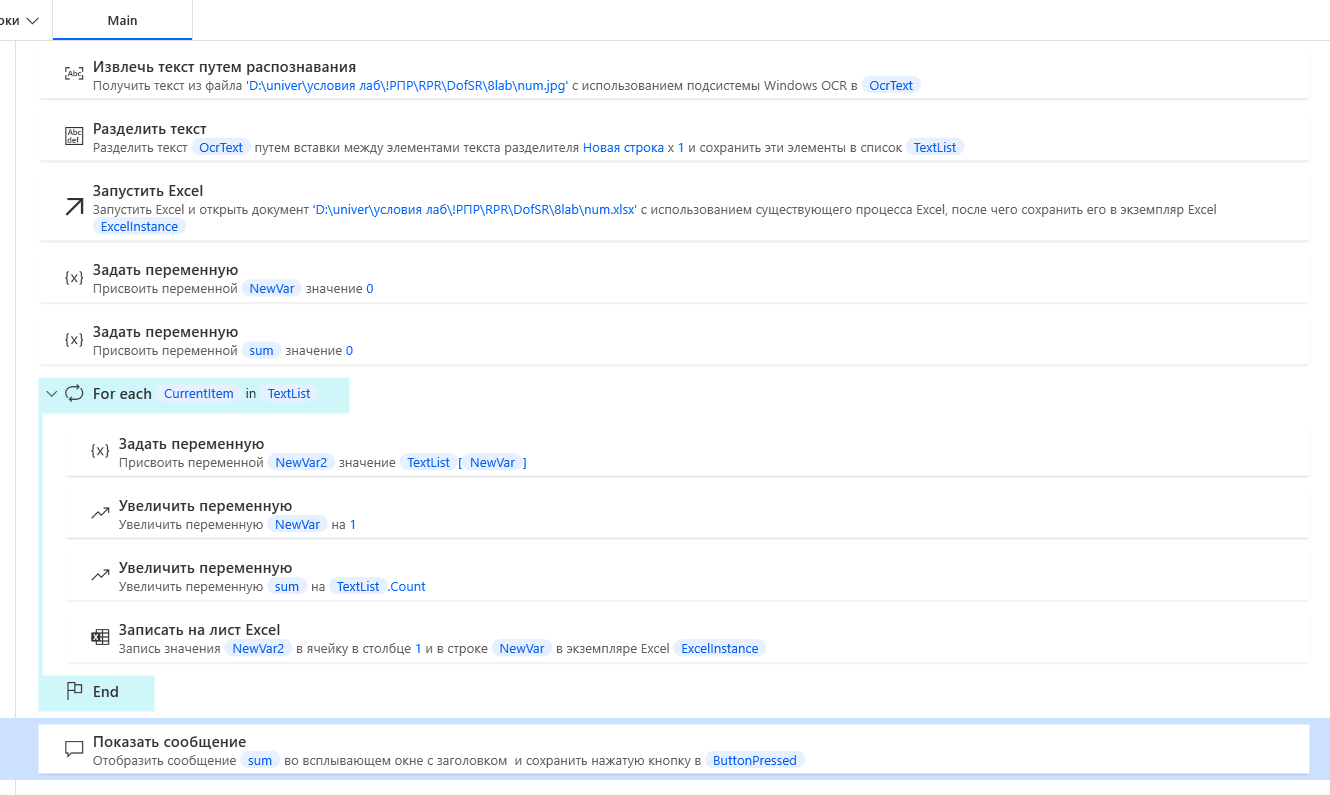 оки Main
Извлечь текст путем распознавания
Получить текст из файла 'D:\univer\условия лаб\!РПР\RPR\DofSR\8lab\num.jpg' с использованием подсистемы Windows OCR в OcrText
Разделить текст
Разделить текст OcrText путем вставки между элементами текста разделителя Новая строка x 1 и сохранить эти элементы в список TextList
Запустить Excel
Запустить Excel и открыть документ 'D:\univer\условия лаб\!РПР\RPR\DofSR\8lab\num.xlsx' с использованием существующего процесса Excel, после чего сохранить его в экземпляр Excel
ExcelInstance
{x} Задать переменную
Присвоить переменной NewVar значение 0
{x} Задать переменную
Присвоить переменной sum значение 0
For each CurrentItem in TextList
{x} Задать переменную
Присвоить переменной NewVar2 значение TextList [ NewVar ]
Увеличить переменную
Увеличить переменную NewVar на 1
Увеличить переменную
Увеличить переменную sum на TextList .Count
Записать на лист Excel
Запись значения NewVar2 в ячейку в столбце 1 и в строке NewVar в экземпляре Excel ExcelInstance
End
Показать сообщение
Отобразить сообщение sum во всплывающем окне с заголовком и сохранить нажатую кнопку в ButtonPressed